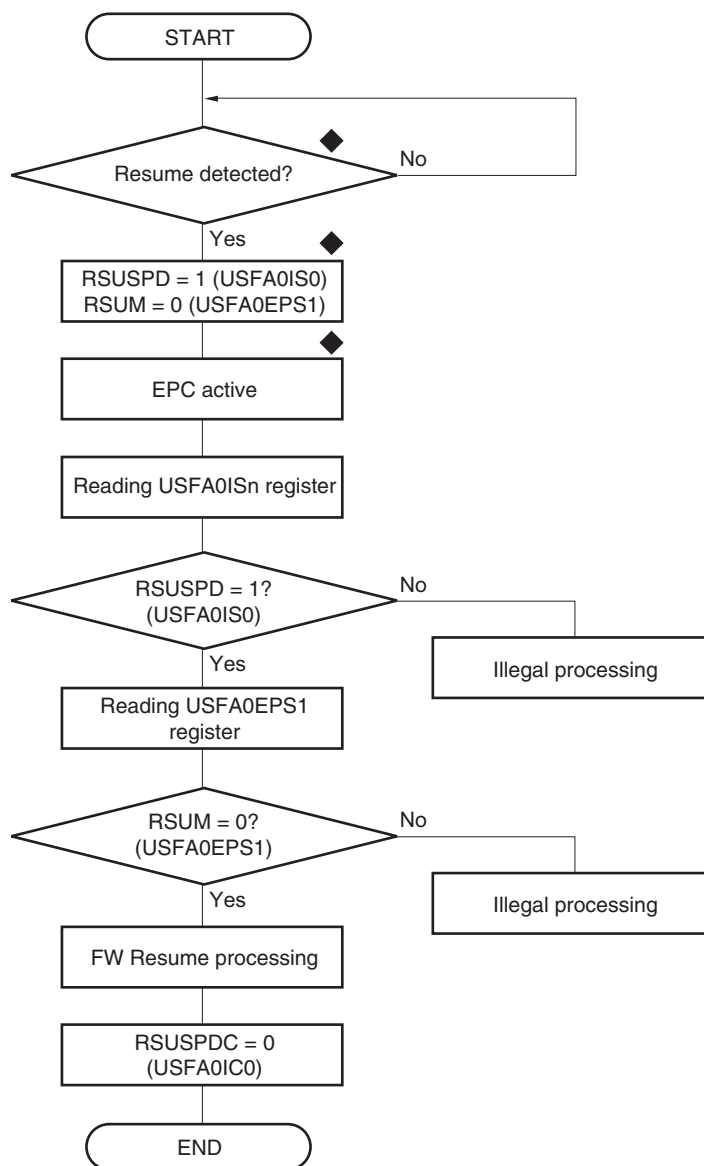 START
Resume detected?
No
Yes
RSUSPD = 1 (USFA0IS0)
RSUM = 0 (USFA0EPS1)
EPC active
Reading USFA0ISn register
RSUSPD = 1?
(USFA0IS0)
No
Illegal processing
Yes
Reading USFA0EPS1
register
RSUM = 0?
(USFA0EPS1)
No
Illegal processing
Yes
FW Resume processing
RSUSPDC = 0
(USFA0IC0)
END